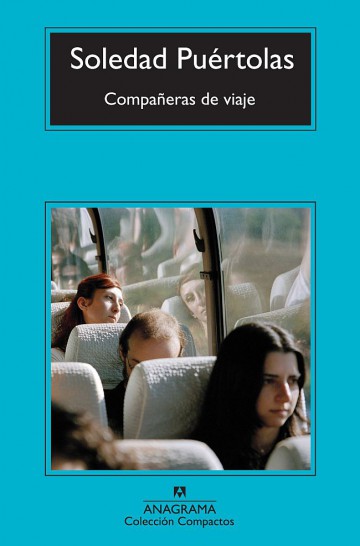 Soledad Puértolas
Compañeras de viaje
ANAGRAMA
Colección Compactos